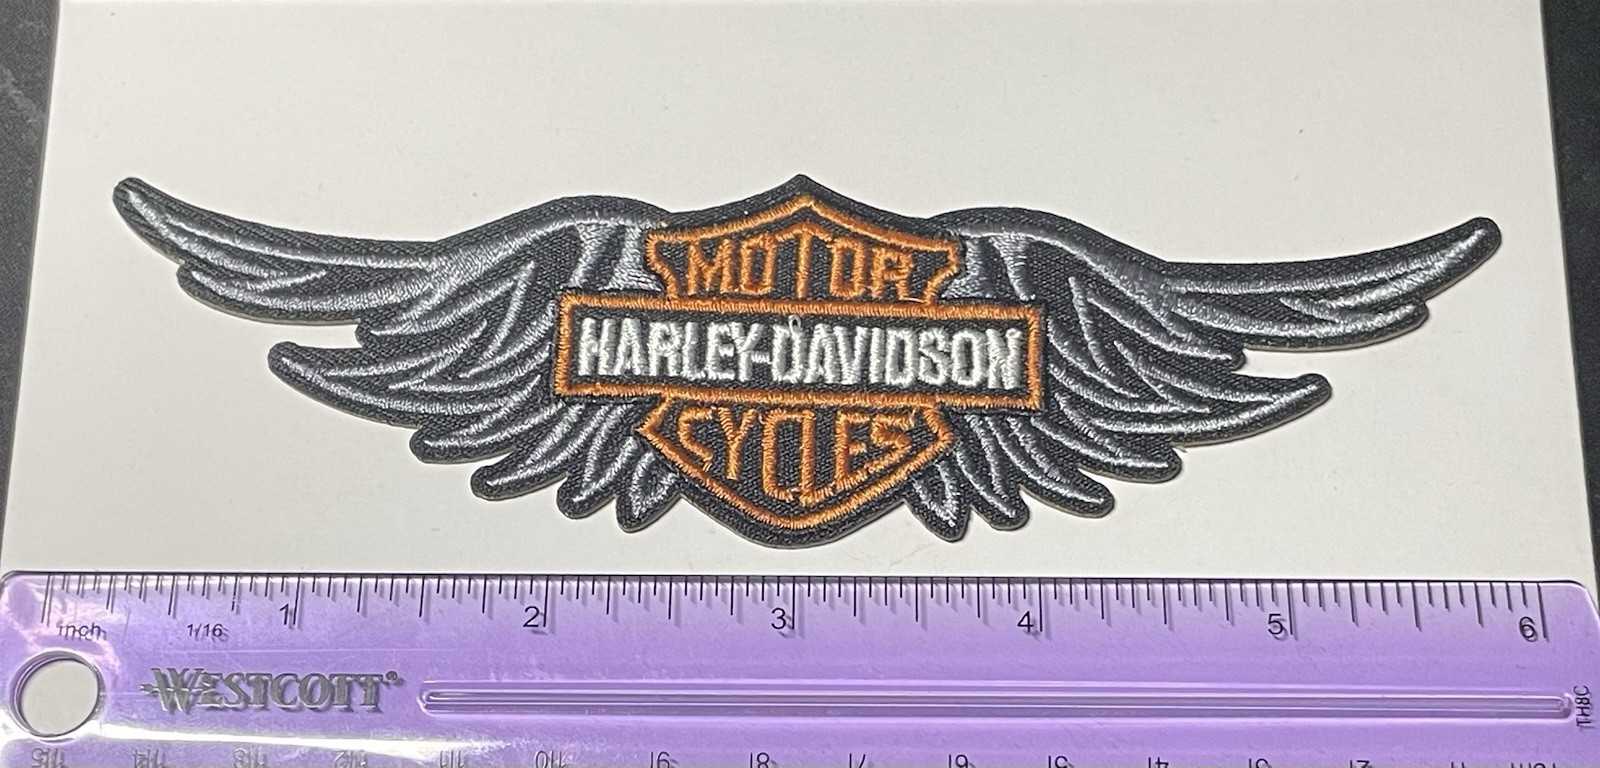 MOTOR
HARLEY-DAVIDSON
CYCLES
1 2 3 4 5 6
inch 1/16
WESTCOTT®